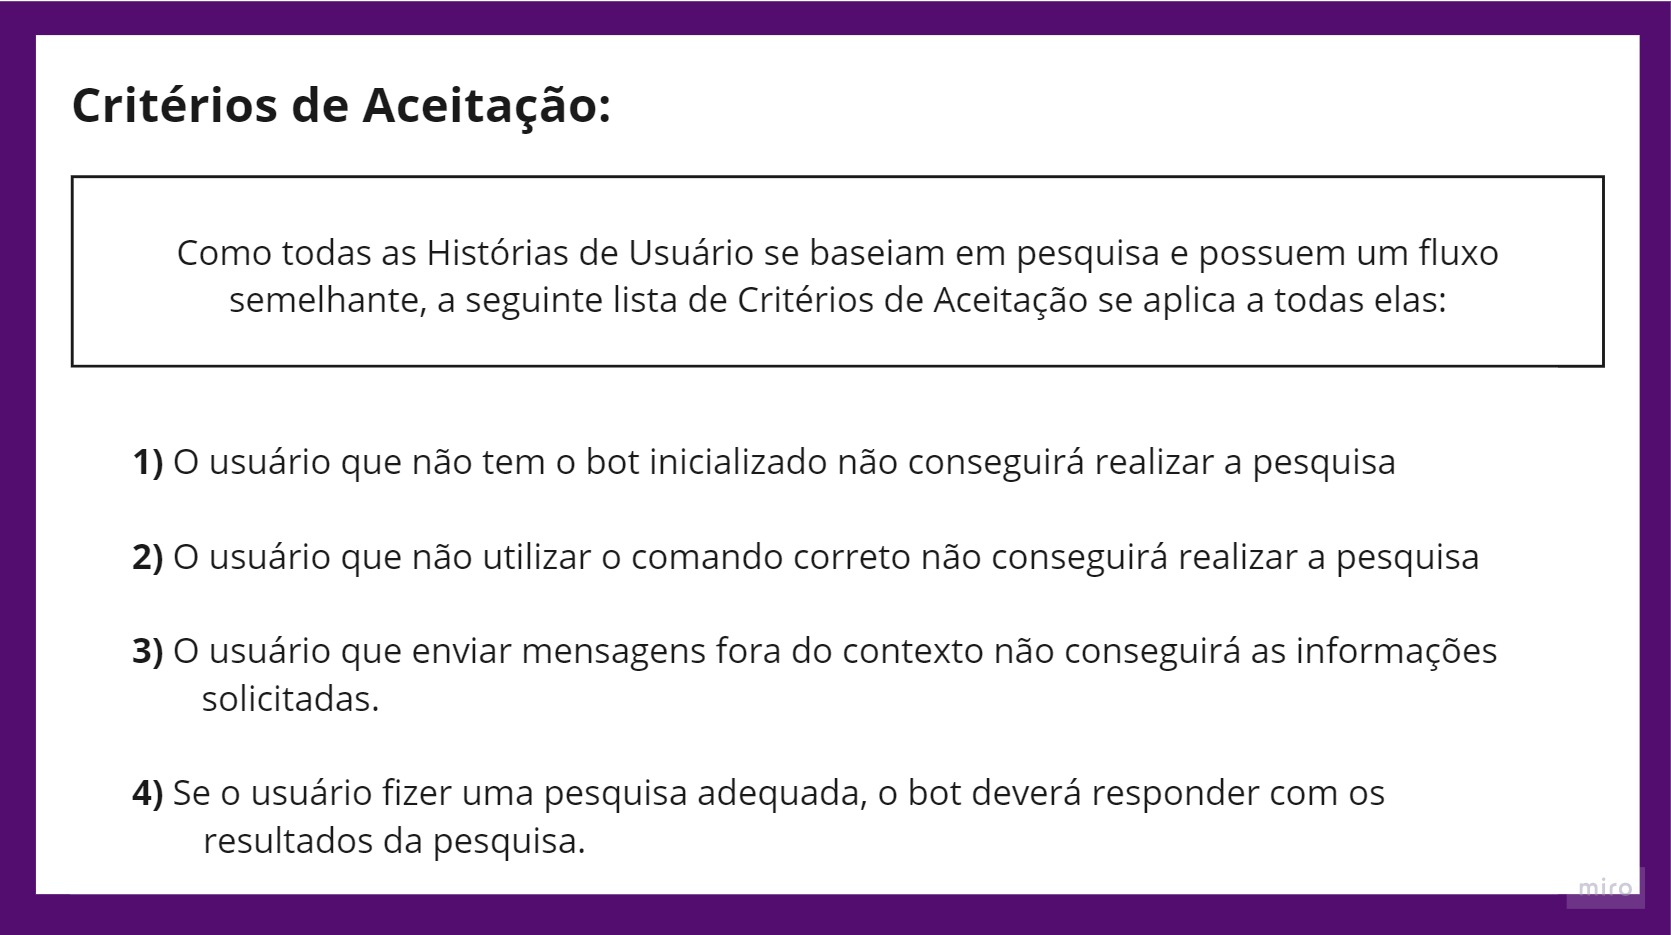 Critérios de Aceitação:
Como todas as Histórias de Usuário se baseiam em pesquisa e possuem um fluxo
semelhante, a seguinte lista de Critérios de Aceitação se aplica a todas elas:
1) O usuário que não tem o bot inicializado não conseguirá realizar a pesquisa
2) O usuário que não utilizar o comando correto não conseguirá realizar a pesquisa
3) O usuário que enviar mensagens fora do contexto não conseguirá as informações
solicitadas.
4) Se o usuário fizer uma pesquisa adequada, o bot deverá responder com os
resultados da pesquisa.
miro